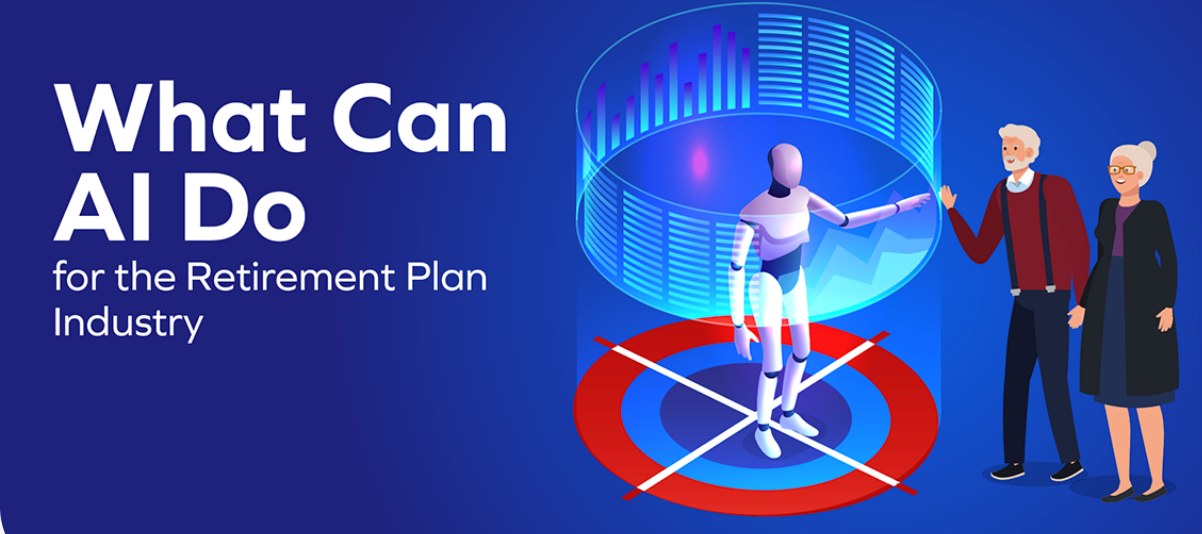 What Can
AI Do
for the Retirement Plan
Industry